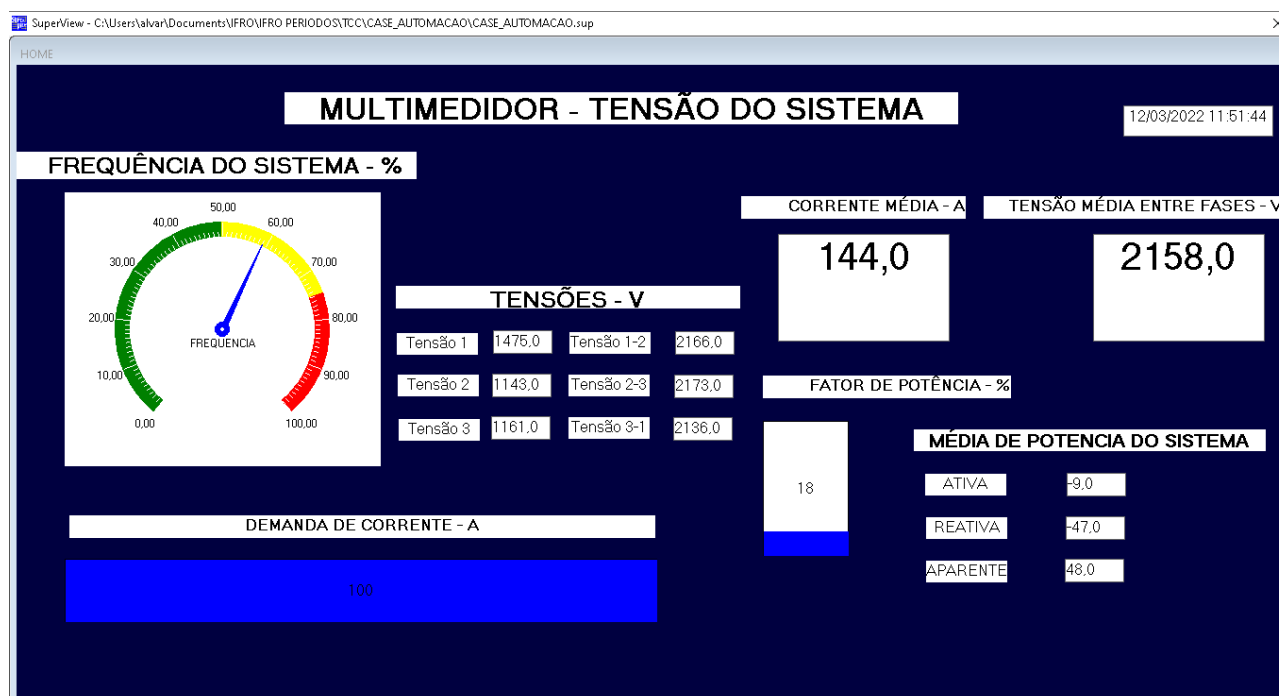 SuperView - C:\Users\alvar\Documents\IFRO\IFRO PERIODOS\TCC\CASE_AUTOMACAO\CASE_AUTOMACAO.sup
HOME
MULTIMEDIDOR - TENSÃO DO SISTEMA
12/03/2022 11:51:44
FREQUÊNCIA DO SISTEMA - %
50,00
40,00
60,00
30,00
70,00
20,00
80,00
FREQUENCIA
10,00
90,00
0,00
100,00
CORRENTE MÉDIA - A
TENSÃO MÉDIA ENTRE FASES - V
144,0
2158,0
TENSÕES - V
Tensão 1 1475,0 Tensão 1-2 2166,0
Tensão 2 1143,0 Tensão 2-3 2173,0
Tensão 3 1161,0 Tensão 3-1 2136,0
FATOR DE POTÊNCIA - %
18
MÉDIA DE POTENCIA DO SISTEMA
ATIVA -9,0
REATIVA -47,0
APARENTE 48,0
DEMANDA DE CORRENTE - A
100